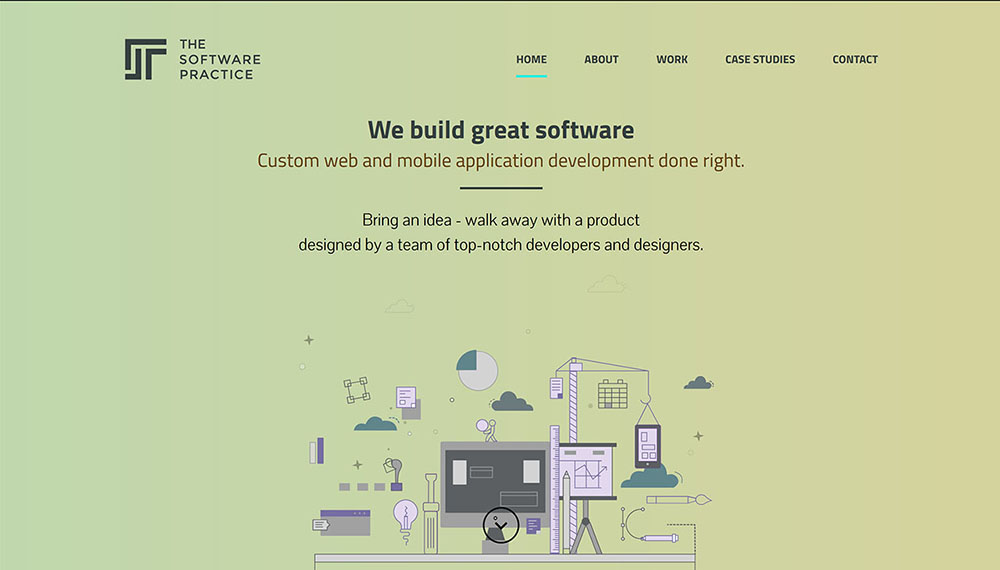 THE
SOFTWARE
PRACTICE
HOME ABOUT WORK CASE STUDIES CONTACT
We build great software
Custom web and mobile application development done right.
Bring an idea - walk away with a product
designed by a team of top-notch developers and designers.